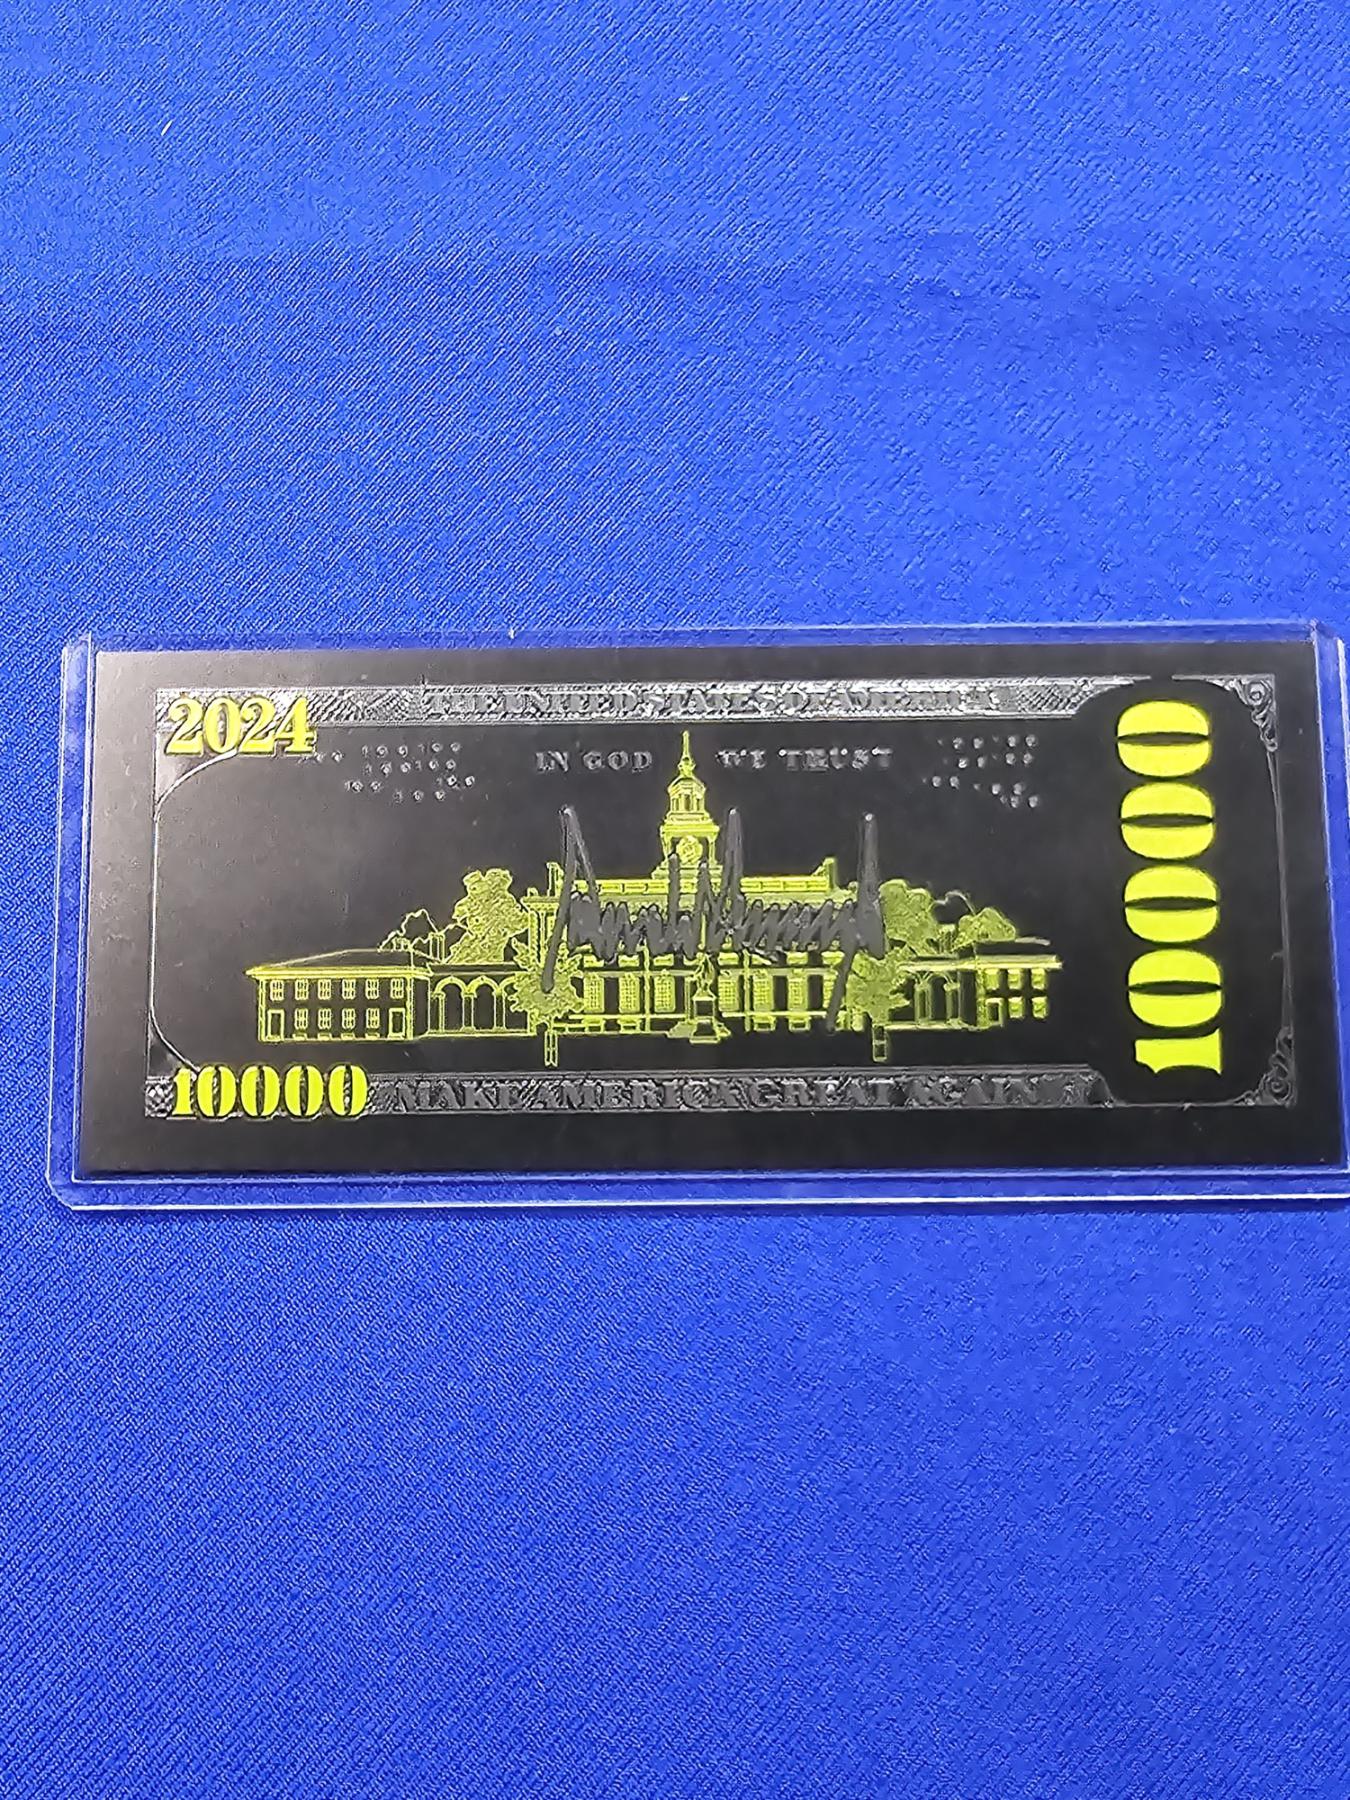 2024
THE UNITED STATES OF AMERICA
IN GOD WE TRUST
10000
10000
MAKE AMERICA GREAT AGAIN